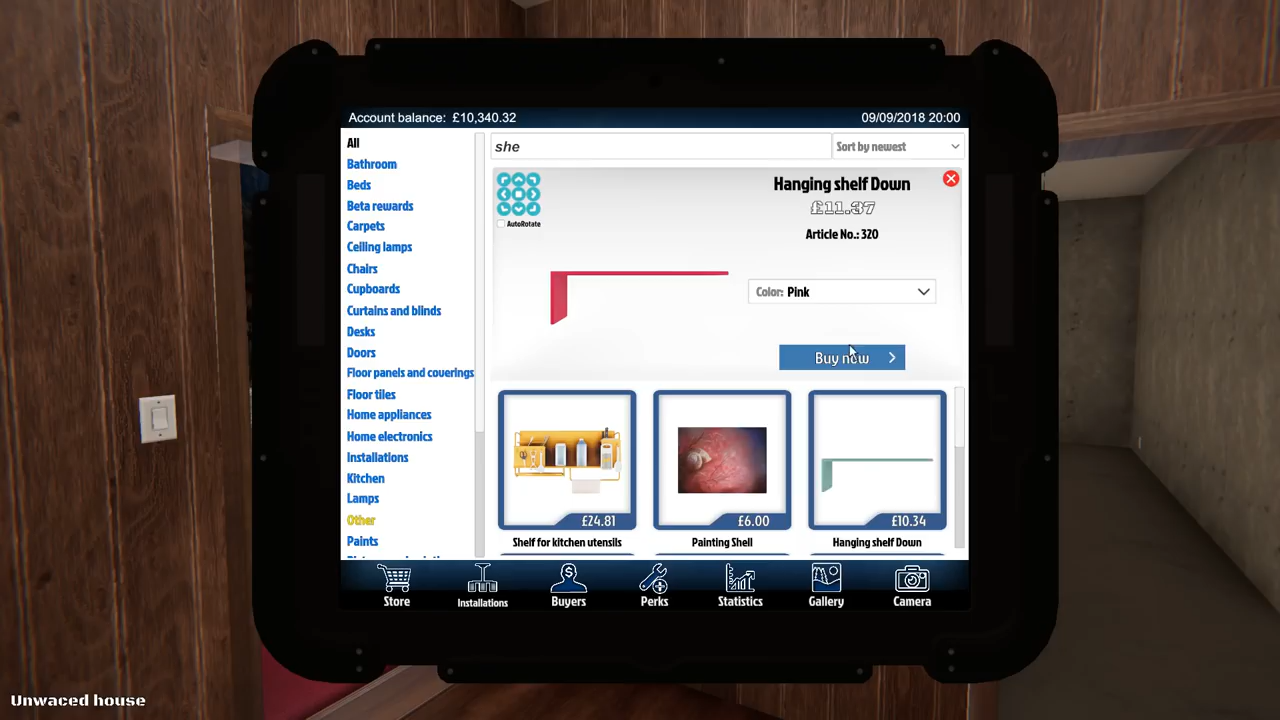 Account balance: £10,340.32
09/09/2018 20:00
All
Bathroom
Beds
Beta rewards
Carpets
Ceiling lamps
Chairs
Cupboards
Curtains and blinds
Desks
Doors
Floor panels and coverings
Floor tiles
Home appliances
Home electronics
Installations
Kitchen
Lamps
Other
Paints
she
Sort by newest
AutoRotate
Hanging shelf Down
£11.37
Article No.: 320
Color: Pink
Buy now
£24.81
Shelf for kitchen utensils
£6.00
Painting Shell
£10.34
Hanging shelf Down
Store
Installations
Buyers
Perks
Statistics
Gallery
Camera
Unwaced house